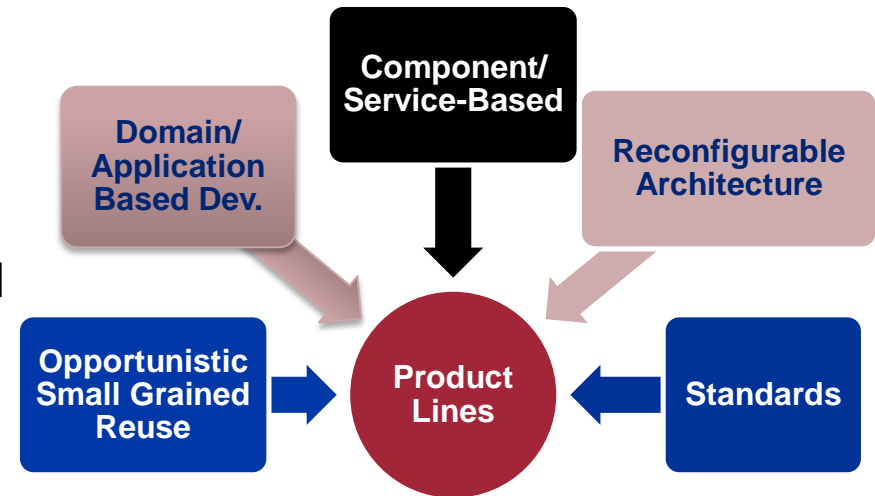 Component/
Service-Based
Domain/
Application
Based Dev.
Reconfigurable
Architecture
Opportunistic
Small Grained
Reuse
Product
Lines
Standards